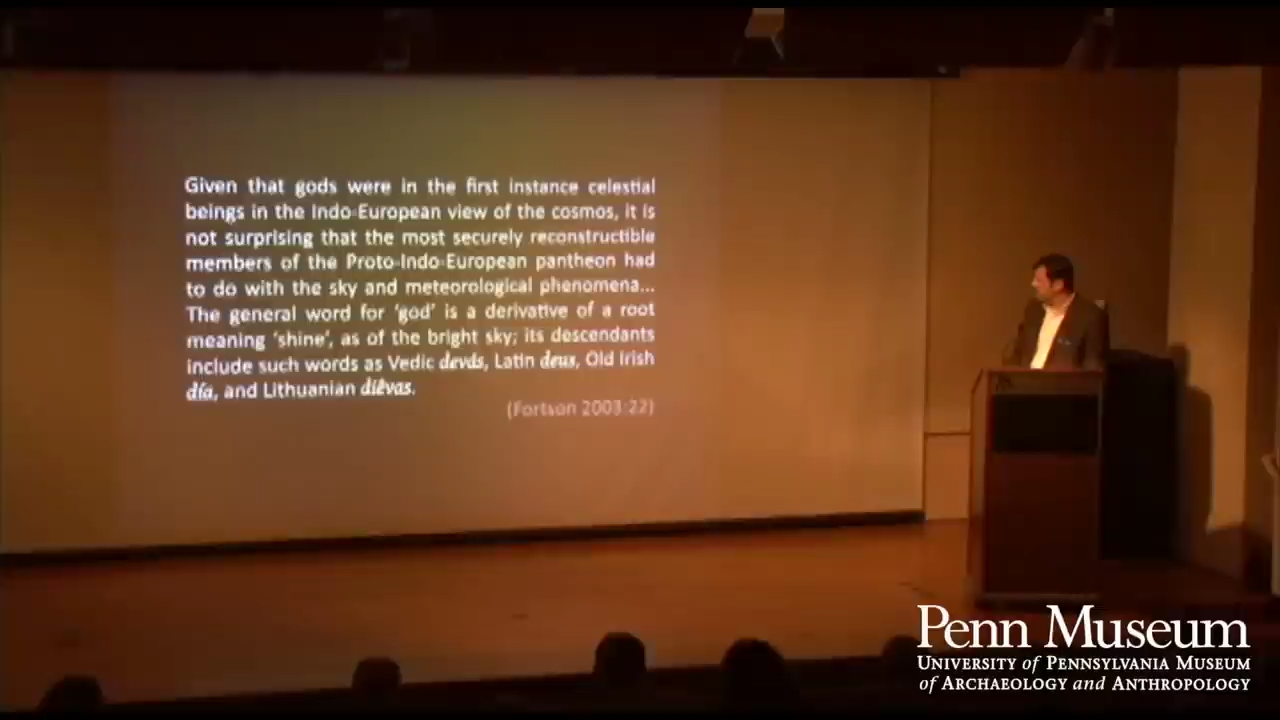 Given that gods were in the first instance celestial
beings in the Indo-European view of the cosmos, it is
not surprising that the most securely reconstructible
members of the Proto-Indo-European pantheon had
to do with the sky and meteorological phenomena...
The general word for ‘god’ is a derivative of a root
meaning ‘shine’, as of the bright sky; its descendants
include such words as Vedic devás, Latin deus, Old Irish
día, and Lithuanian diẽvas.
(Fortson 2003:22)
Penn Museum
University of Pennsylvania Museum
of Archaeology and Anthropology